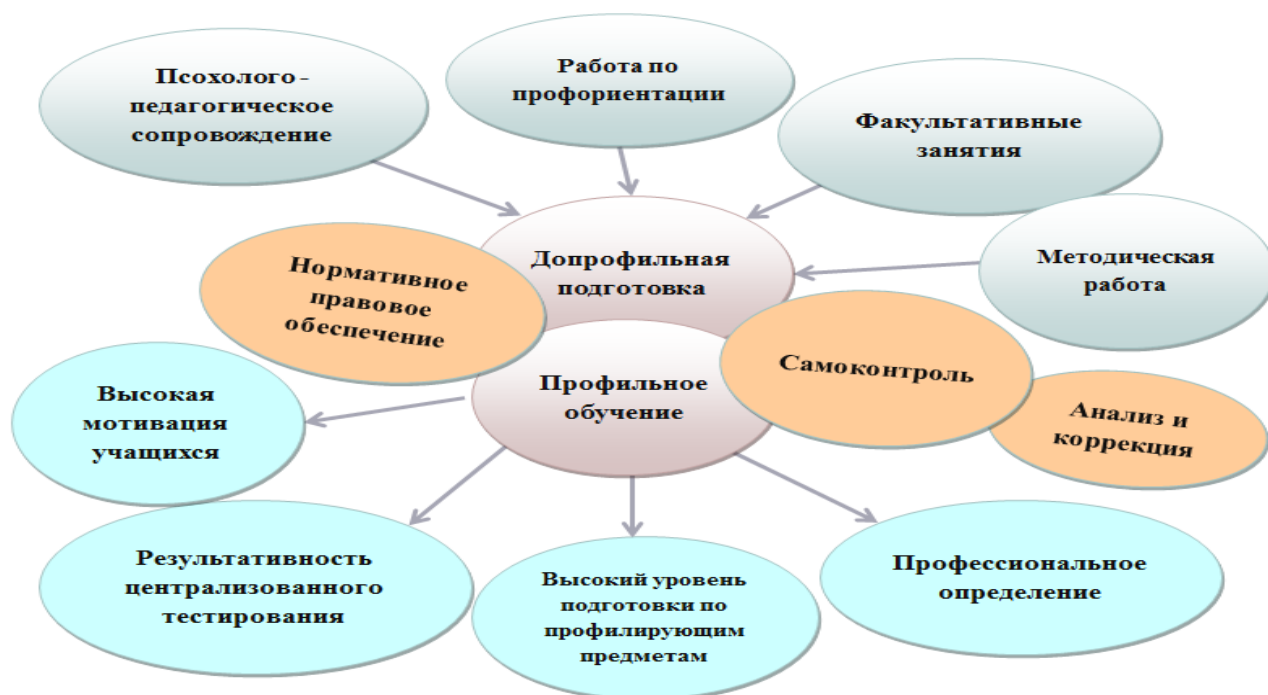 Псохолого -
педагогическое
сопровождение
Работа по
профориентации
Факультативные
занятия
Методическая
работа
Допрофильная
подготовка
Нормативное
правовое
обеспечение
Профильное
обучение
Самоконтроль
Анализ и
коррекция
Высокая
мотивация
учащихся
Результативность
централизованного
тестирования
Высокий уровень
подготовки по
профилирующим
предметам
Профессиональное
определение